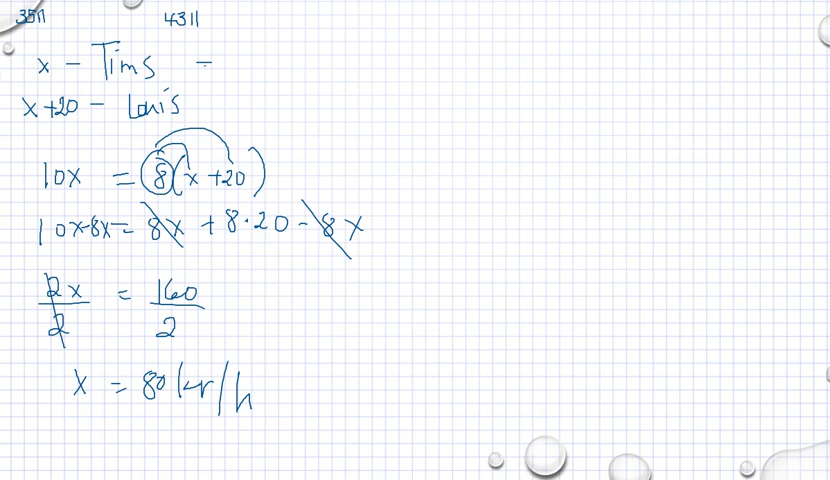 3511 4311
x - Tims -
x+20 - Louis
10x = 8(x +20)
10x-8x= 8x + 8·20 - 8x
2x/2 = 160/2
x = 80 kr/h